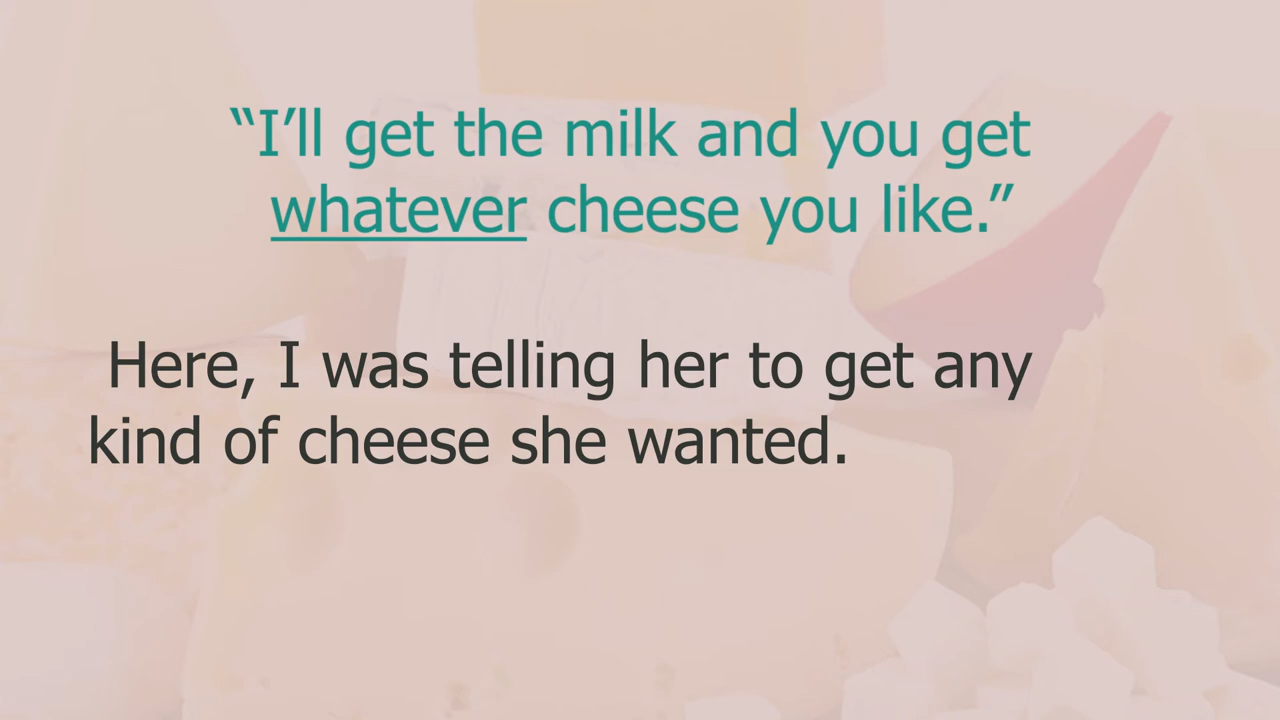 “I’ll get the milk and you get
whatever cheese you like.”
Here, I was telling her to get any
kind of cheese she wanted.